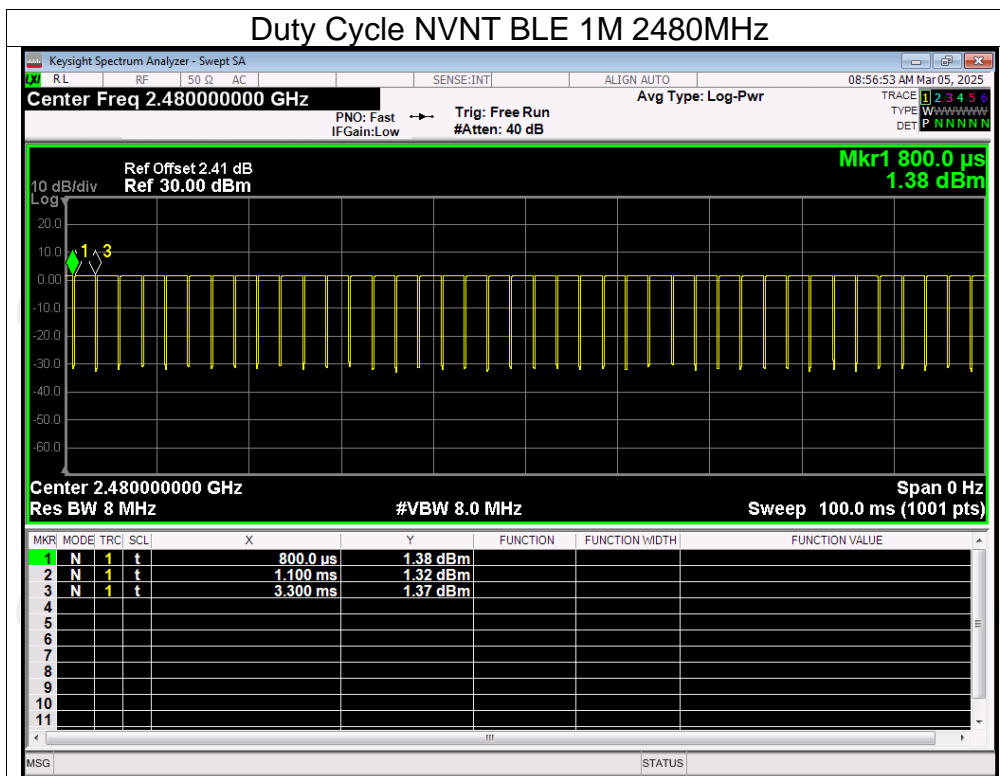 Duty Cycle NVNT BLE 1M 2480MHz
Keysight Spectrum Analyzer - Swept SA
LXI RL RF 50 Ω AC SENSE:INT ALIGN AUTO 08:56:53 AM Mar 05, 2025
Center Freq 2.480000000 GHz Avg Type: Log-Pwr TRACE 1 2 3 4 5 6
PNO: Fast Trig: Free Run TYPE WWWWWW
IFGain:Low #Atten: 40 dB DET P N N N N N
Mkr1 800.0 µs
Ref Offset 2.41 dB
10 dB/div Ref 30.00 dBm 1.38 dBm
Log
20.0
10.0 1 3
0.00
-10.0
-20.0
-30.0
-40.0
-50.0
-60.0
Center 2.480000000 GHz Span 0 Hz
Res BW 8 MHz #VBW 8.0 MHz Sweep 100.0 ms (1001 pts)
MKR MODE TRC SCL X Y FUNCTION FUNCTION WIDTH FUNCTION VALUE
1 N 1 t 800.0 µs 1.38 dBm
2 N 1 t 1.100 ms 1.32 dBm
3 N 1 t 3.300 ms 1.37 dBm
4
5
6
7
8
9
10
11
MSG STATUS